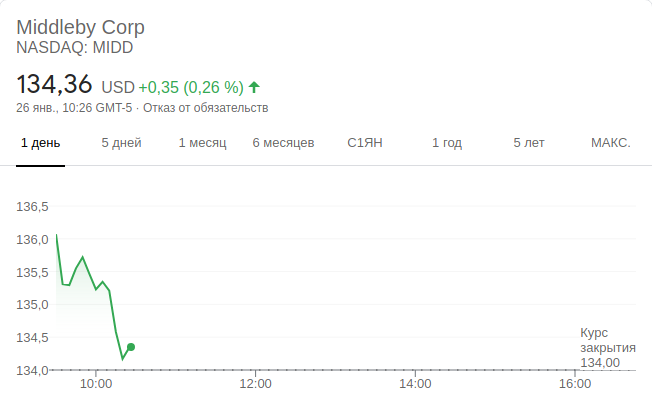 Middleby Corp
NASDAQ: MIDD
134,36 USD +0,35 (0,26 %)
26 янв., 10:26 GMT-5 · Отказ от обязательств
1 день 5 дней 1 месяц 6 месяцев С1ЯН 1 год 5 лет МАКС.
136,5
136,0
135,5
135,0
134,5
134,0
Курс
закрытия
134,00
10:00 12:00 14:00 16:00